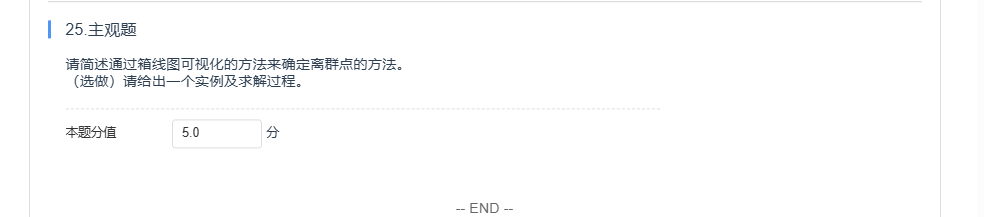 25.主观题
请简述通过箱线图可视化的方法来确定离群点的方法。
（选做）请给出一个实例及求解过程。
本题分值 5.0 分
-- END --